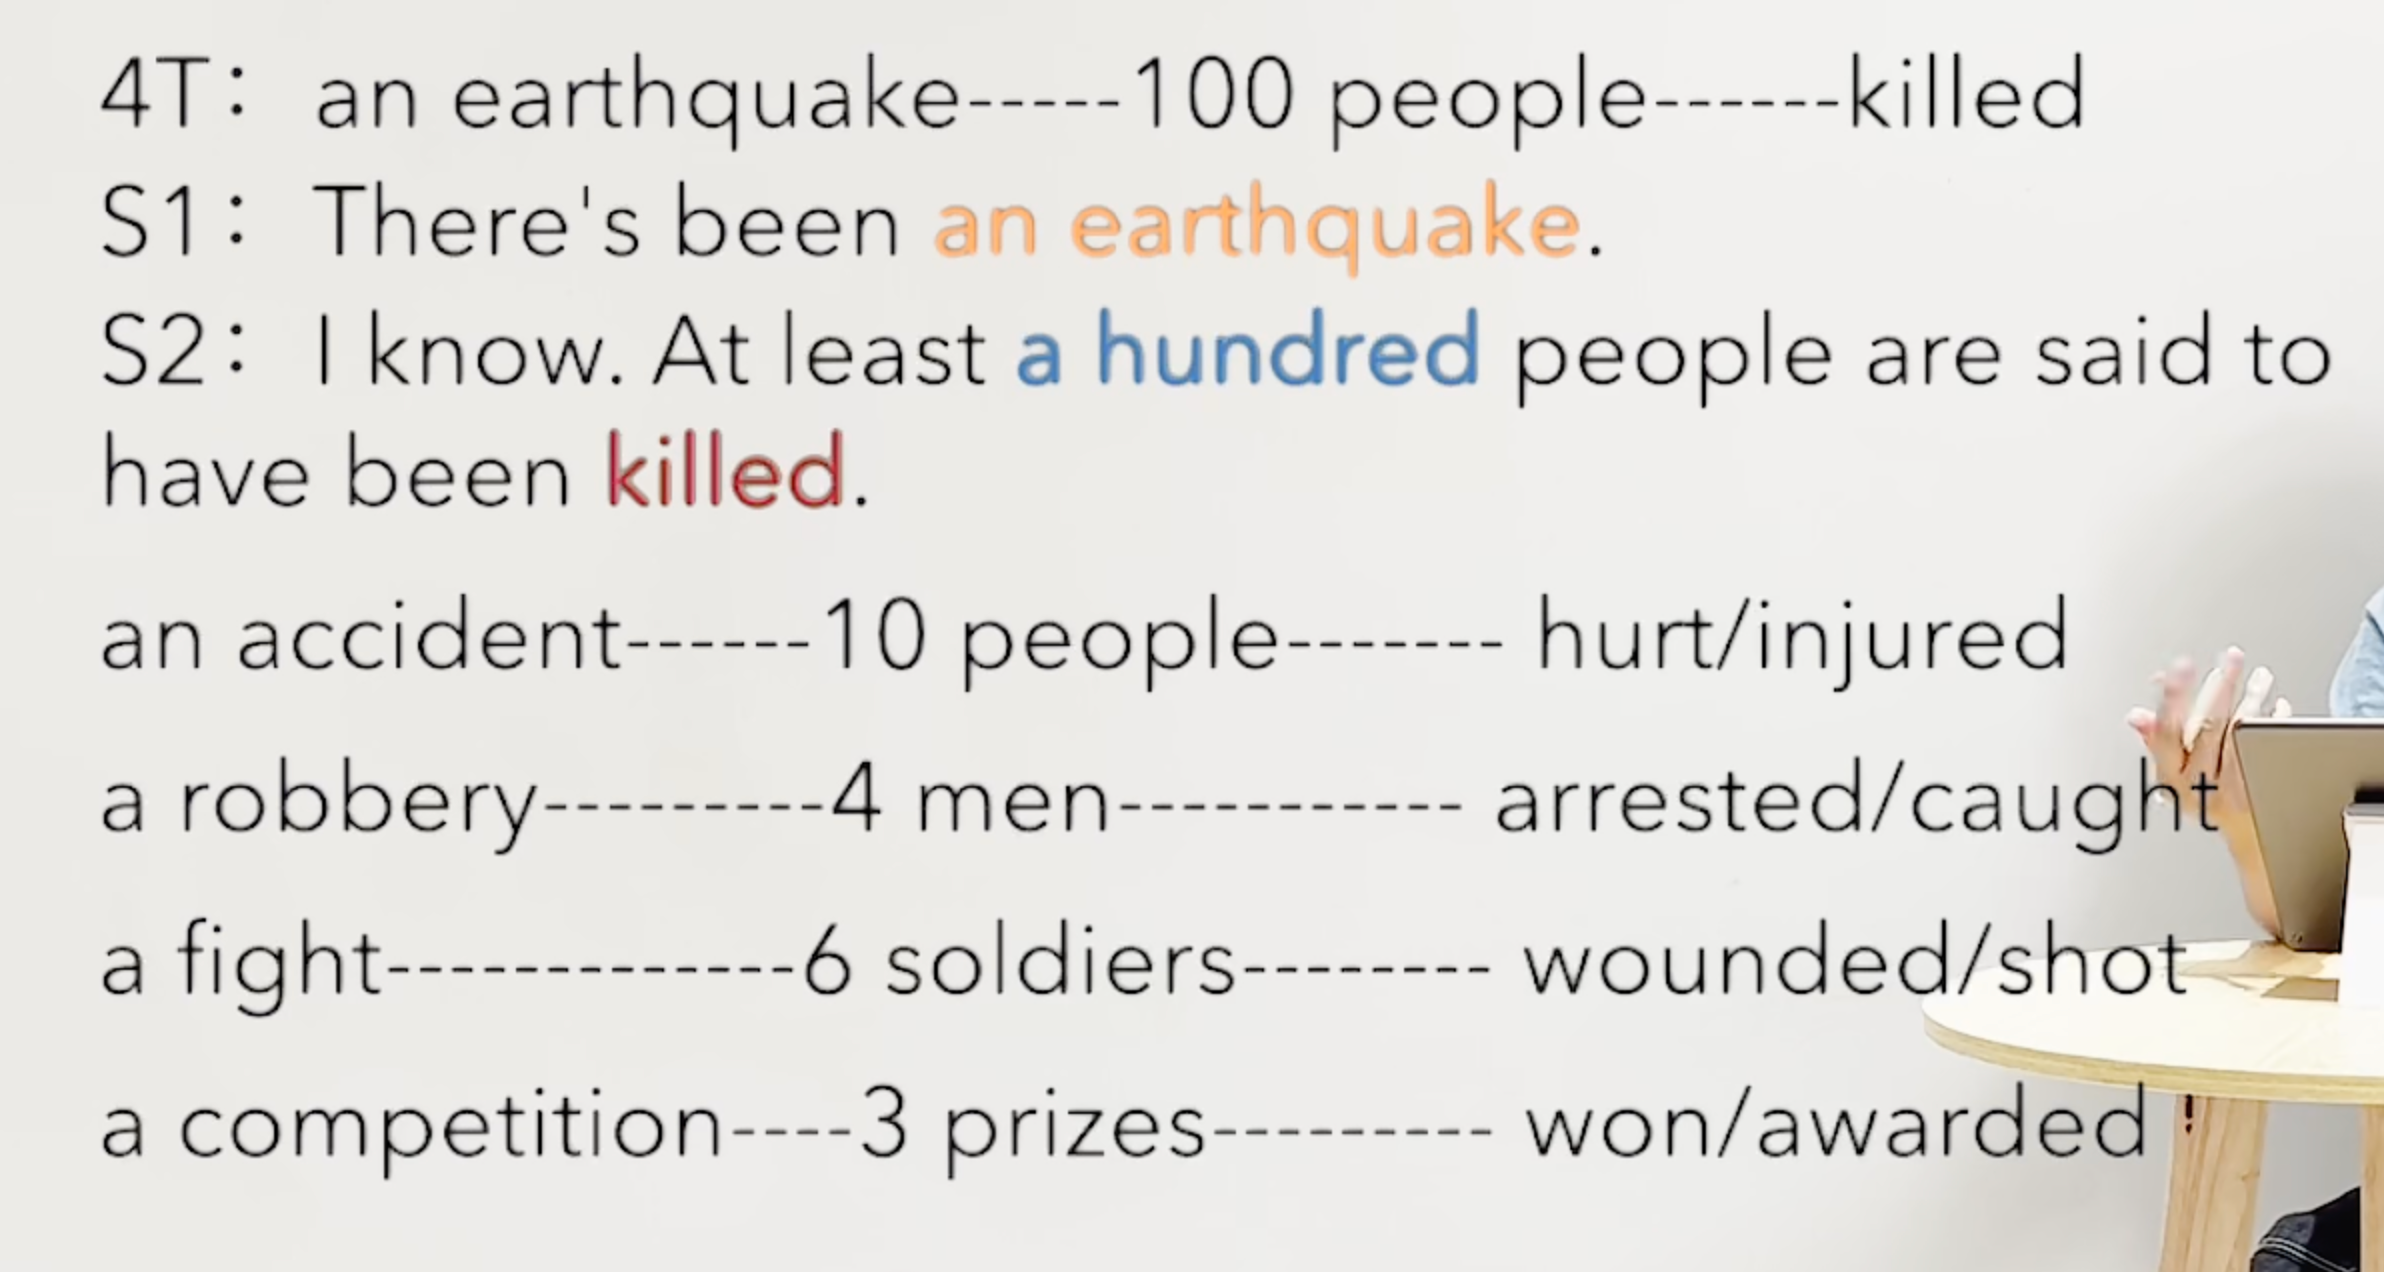 4T： an earthquake-----100 people------killed
S1： There's been an earthquake.
S2： I know. At least a hundred people are said to
have been killed.
an accident------10 people------- hurt/injured
a robbery---------4 men----------- arrested/caught
a fight-------------6 soldiers-------- wounded/shot
a competition----3 prizes--------- won/awarded